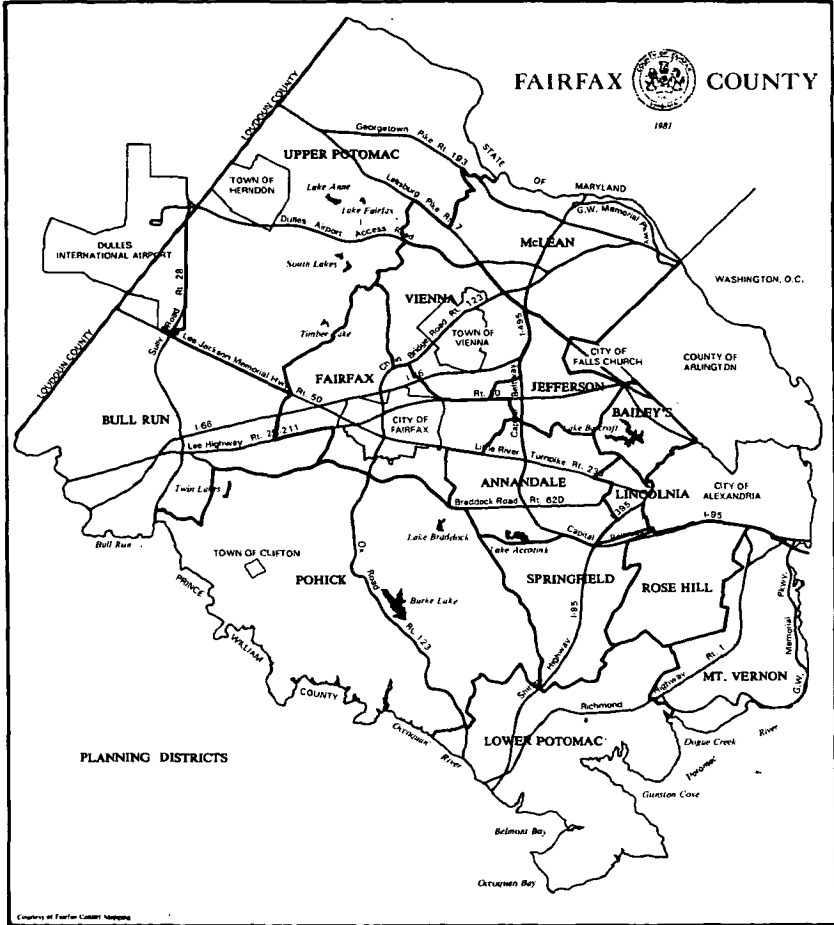 FAIRFAX COUNTY
1981
LOUDOUN COUNTY
Georgetown Pike Rt. 193
STATE OF MARYLAND
UPPER POTOMAC
TOWN OF
HERNDON
Lake Anne
Lake Fairfax
Leesburg Pike Rt. 7
G.W. Memorial Pkwy.
Dulles Airport Access Road
McLEAN
DULLES
INTERNATIONAL AIRPORT
Rt. 28
Sully Road
South Lakes
WASHINGTON, D.C.
VIENNA
Chain Bridge Road Rt. 123
TOWN OF
VIENNA
I-495
Timber Lake
LOUDOUN COUNTY
Lee Jackson Memorial Hwy. Rt. 50
CITY OF
FALLS CHURCH
COUNTY OF
ARLINGTON
FAIRFAX
I-66
JEFFERSON
Rt. 50
BAILEY'S
BULL RUN
I-66
Lee Highway Rt. 29-211
CITY OF
FAIRFAX
Capital Beltway
Lake Barcroft
Little River Turnpike Rt. 236
ANNANDALE
LINCOLNIA
CITY OF
ALEXANDRIA
Twin Lakes
Braddock Road Rt. 620
I-395
I-95
Bull Run
Lake Braddock
Lake Accotink
Capital Beltway
TOWN OF CLIFTON
POHICK
Ox Road Rt. 123
Burke Lake
SPRINGFIELD
ROSE HILL
PRINCE WILLIAM COUNTY
I-95
Shirley Highway
Richmond Highway Rt. 1
G.W. Memorial Pkwy.
MT. VERNON
Occoquan River
LOWER POTOMAC
Dogue Creek
Potomac River
PLANNING DISTRICTS
Gunston Cove
Belmont Bay
Occoquan Bay
Courtesy of Fairfax County Mapping